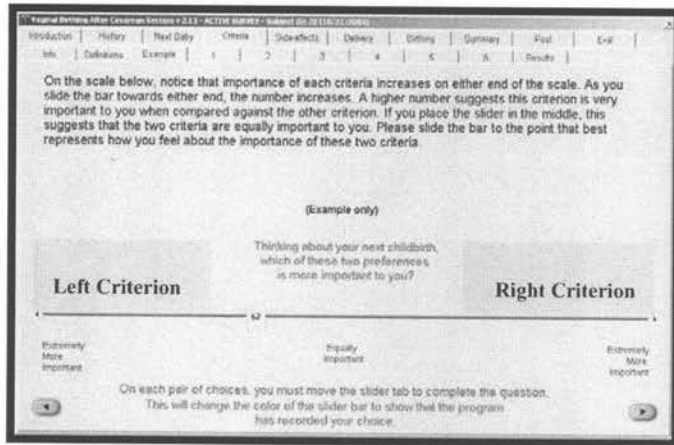 Vaginal Birthing After Cesarean Section v 2.1.1 - ACTIVE SURVEY - Subject
Introduction | History | Next Baby | Criteria | Side-effects | Delivery | Birthing | Summary | Post | Exit
Info | Definitions | Example | 1 | 2 | 3 | 4 | 5 | 6 | Results
On the scale below, notice that importance of each criteria increases on either end of the scale. As you
slide the bar towards either end, the number increases. A higher number suggests this criterion is very
important to you when compared against the other criterion. If you place the slider in the middle, this
suggests that the two criteria are equally important to you. Please slide the bar to the point that best
represents how you feel about the importance of these two criteria.
(Example only)
Thinking about your next childbirth,
which of these two preferences
is more important to you?
Left Criterion
Right Criterion
Extremely
More
Important
Equally
Important
Extremely
More
Important
On each pair of choices, you must move the slider tab to complete the question.
This will change the color of the slider bar to show that the program
has recorded your choice.